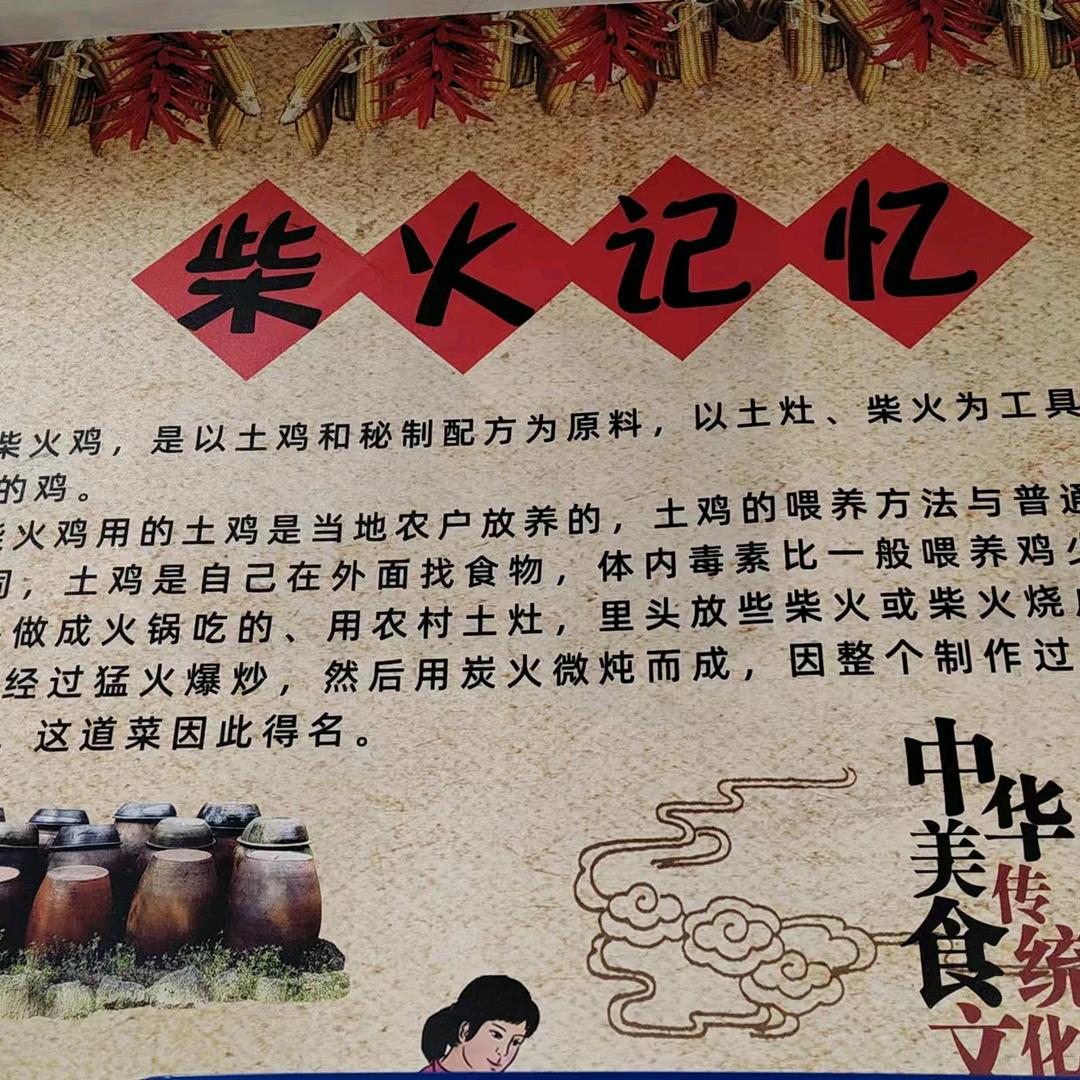 柴火记忆
柴火鸡，是以土鸡和秘制配方为原料，以土灶、柴火为工具
的鸡。
柴火鸡用的土鸡是当地农户放养的，土鸡的喂养方法与普通
同，土鸡是自己在外面找食物，体内毒素比一般喂养鸡少
做成火锅吃的、用农村土灶，里头放些柴火或柴火烧
经过猛火爆炒，然后用炭火微炖而成，因整个制作过
这道菜因此得名。
中华
美食
传统
文化